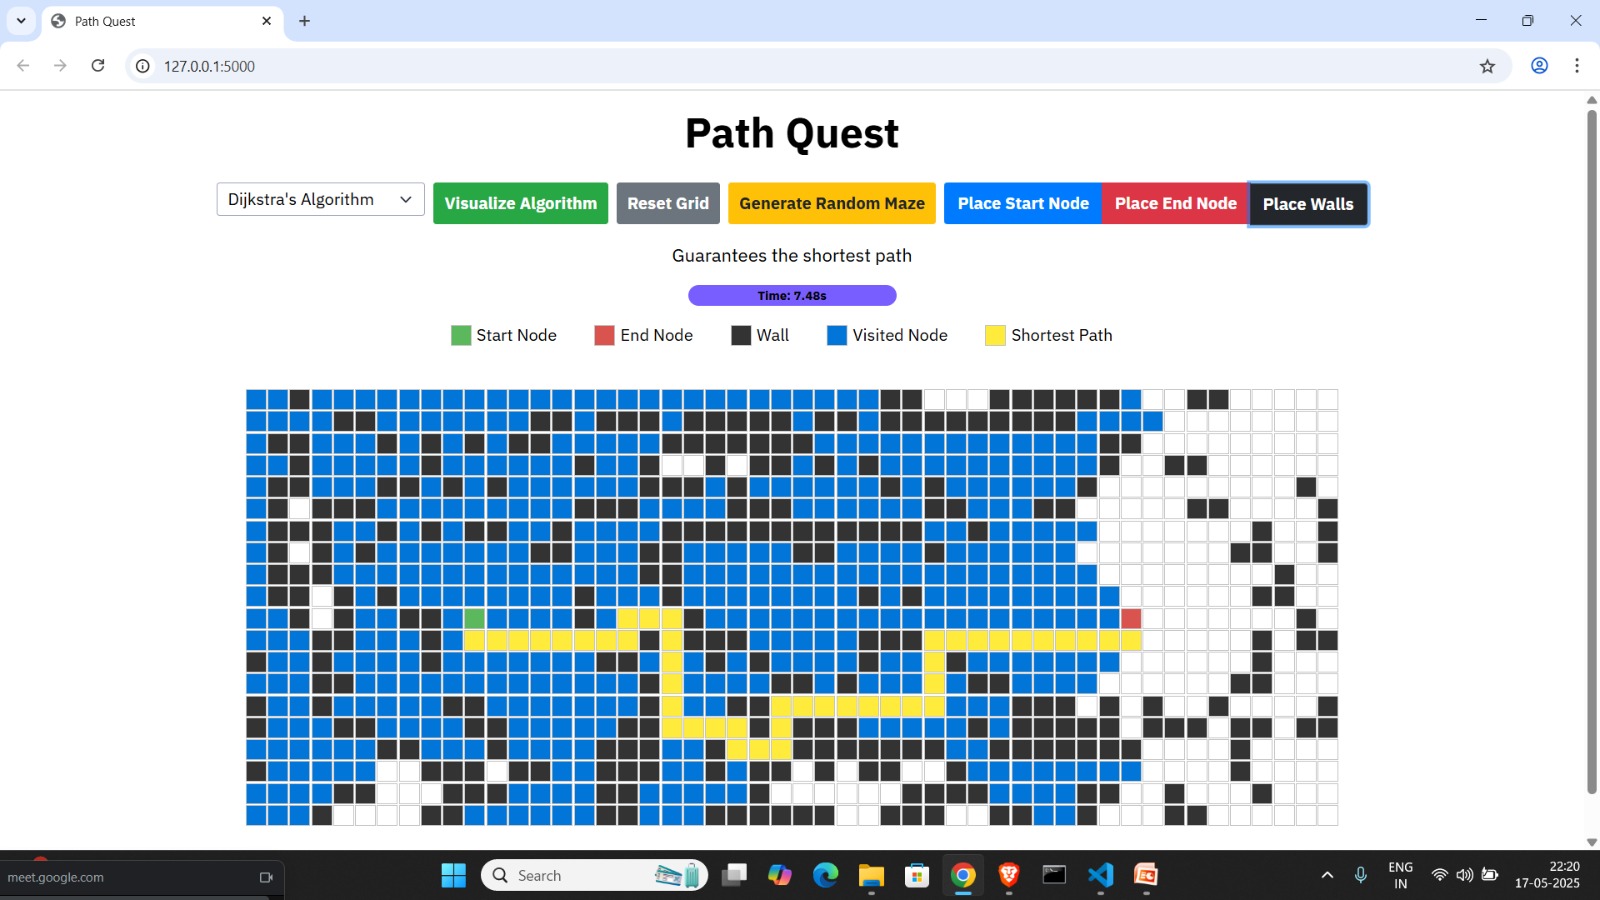 Path Quest
127.0.0.1:5000
Path Quest
Dijkstra's Algorithm
Visualize Algorithm
Reset Grid
Generate Random Maze
Place Start Node
Place End Node
Place Walls
Guarantees the shortest path
Time: 7.48s
Start Node
End Node
Wall
Visited Node
Shortest Path
meet.google.com
Search
ENG
IN
22:20
17-05-2025